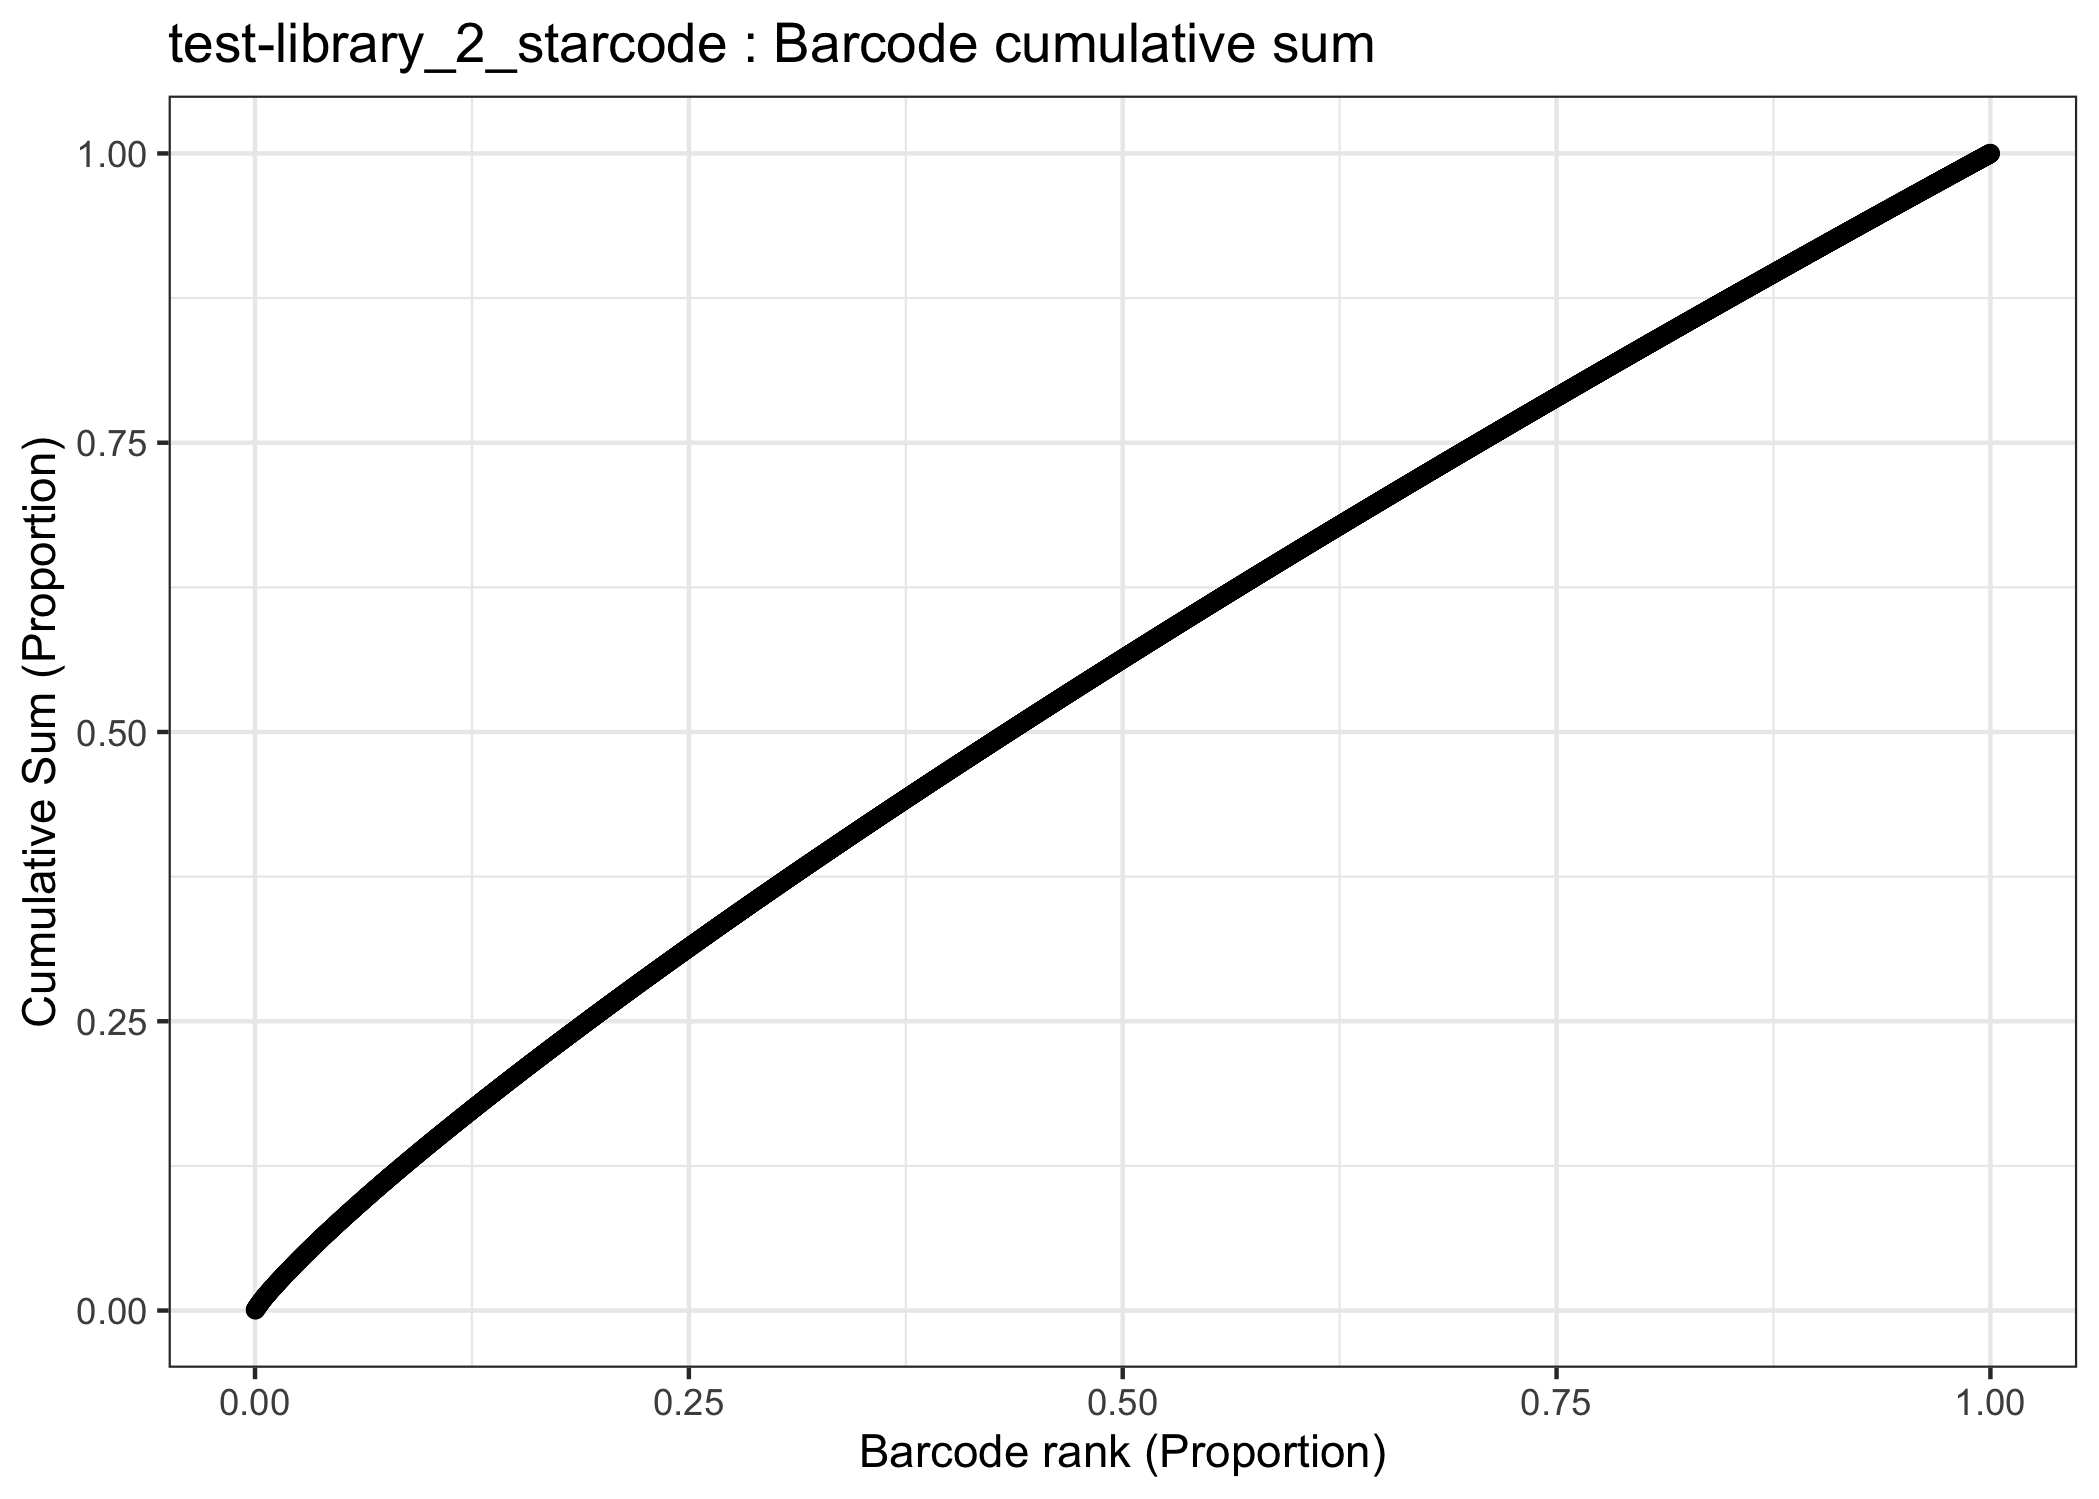 test-library_2_starcode : Barcode cumulative sum
Cumulative Sum (Proportion)
1.00
0.75
0.50
0.25
0.00
0.00 0.25 0.50 0.75 1.00
Barcode rank (Proportion)